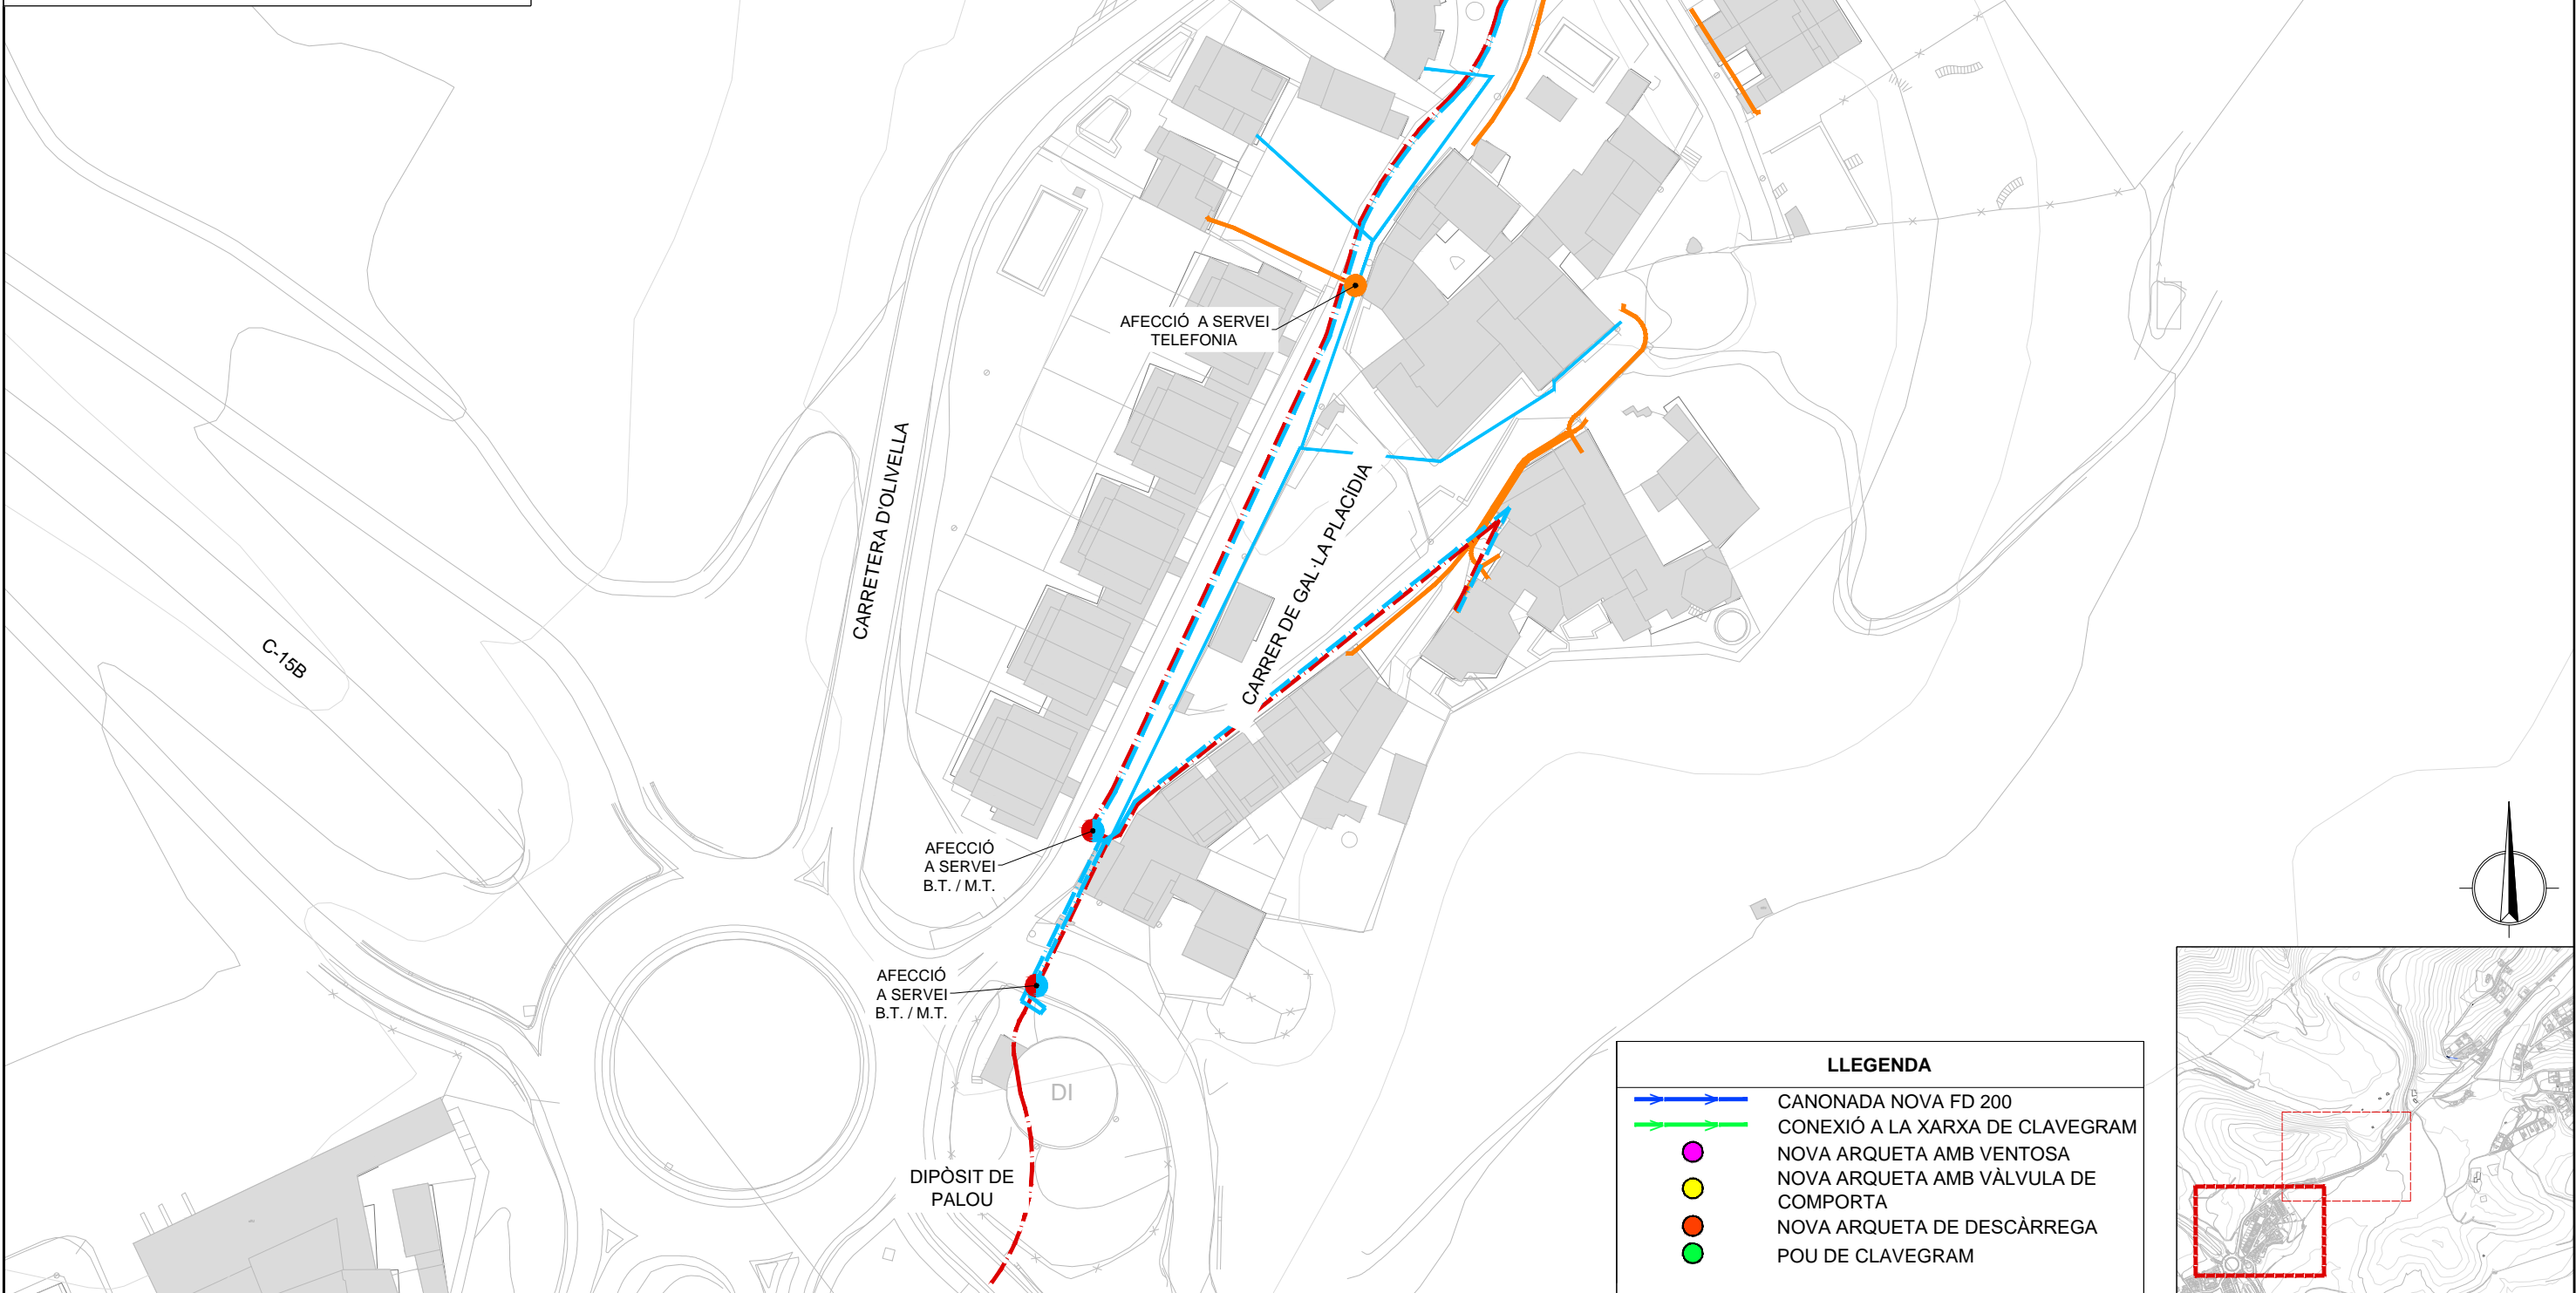 AFECCIÓ A SERVEI
TELEFONIA
CARRETERA D'OLIVELLA
CARRER DE GAL·LA PLACÍDIA
C-15B
AFECCIÓ
A SERVEI
B.T. / M.T.
AFECCIÓ
A SERVEI
B.T. / M.T.
DI
DIPÒSIT DE
PALOU
LLEGENDA
CANONADA NOVA FD 200
CONEXIÓ A LA XARXA DE CLAVEGRAM
NOVA ARQUETA AMB VENTOSA
NOVA ARQUETA AMB VÀLVULA DE
COMPORTA
NOVA ARQUETA DE DESCÀRREGA
POU DE CLAVEGRAM